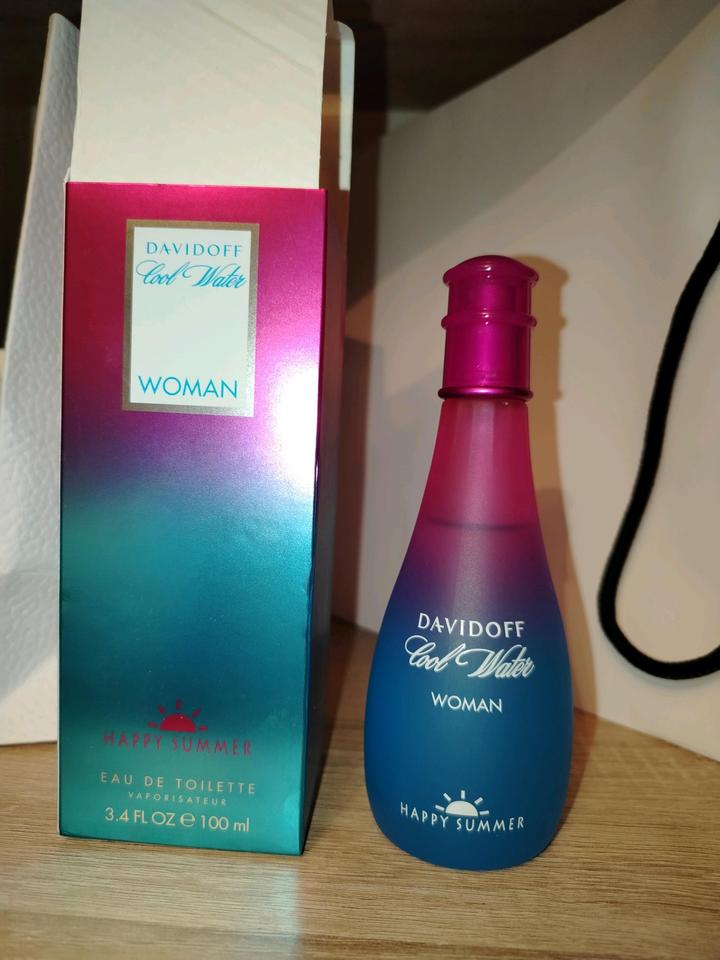 DAVIDOFF
Cool Water
WOMAN
HAPPY SUMMER
EAU DE TOILETTE
VAPORISATEUR
3.4 FL OZ ℮ 100 ml
DAVIDOFF
Cool Water
WOMAN
HAPPY SUMMER